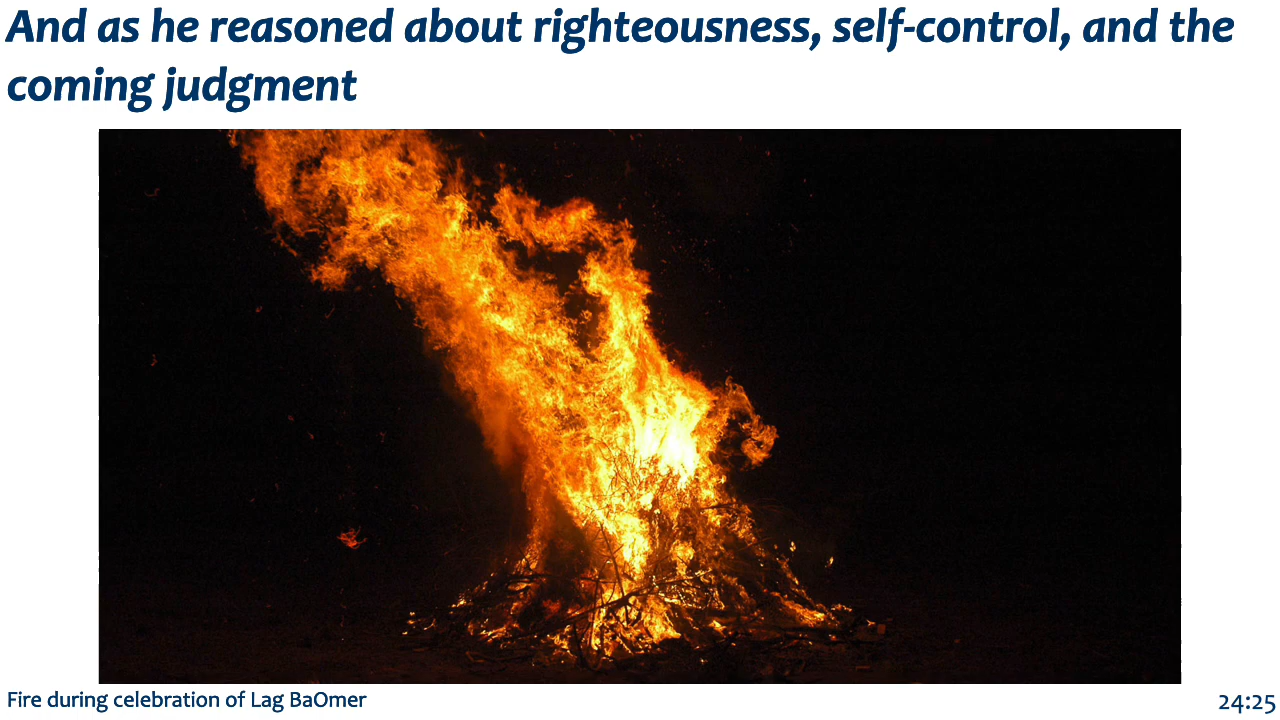 And as he reasoned about righteousness, self-control, and the
coming judgment
Fire during celebration of Lag BaOmer
24:25